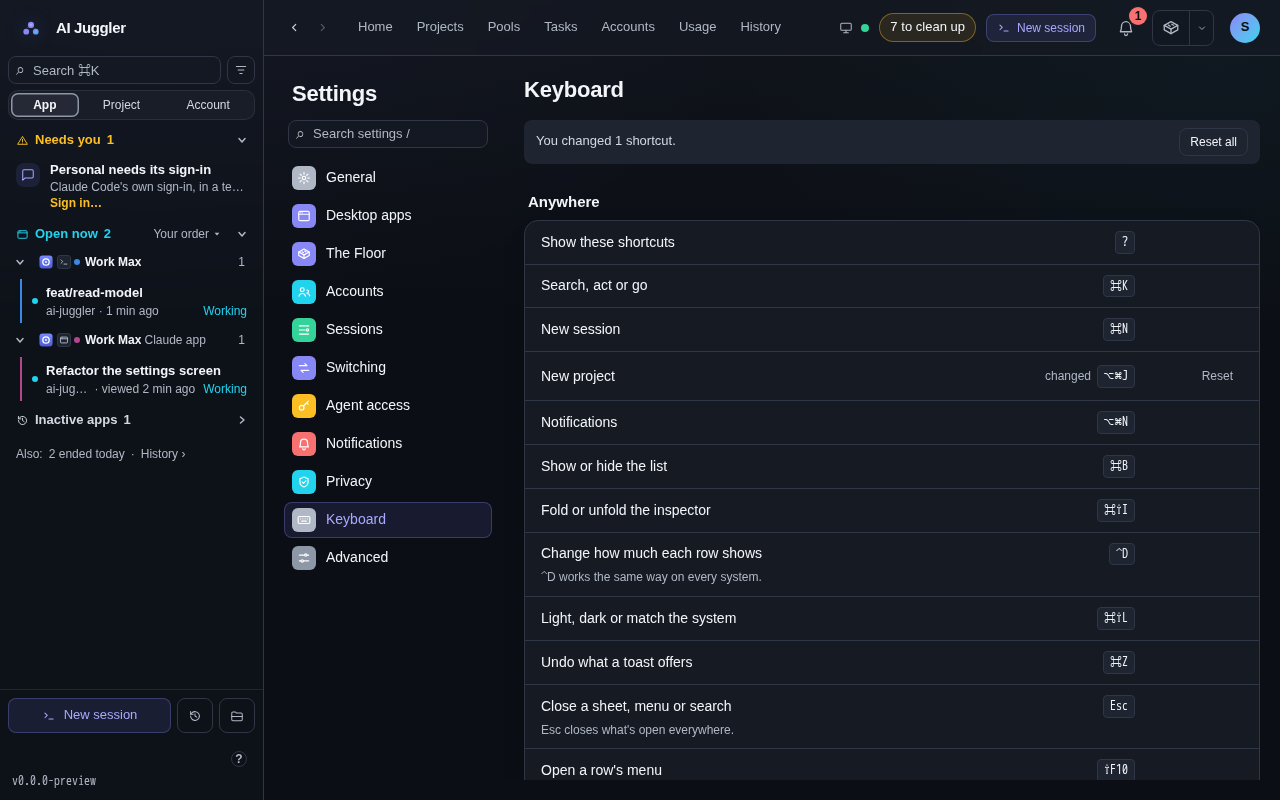 AI Juggler
Search ⌘K
App
Project
Account
Needs you 1
Personal needs its sign-in
Claude Code's own sign-in, in a te…
Sign in…
Open now 2
Your order
Work Max
1
feat/read-model
ai-juggler · 1 min ago
Working
Work Max Claude app
1
Refactor the settings screen
ai-jug… · viewed 2 min ago
Working
Inactive apps 1
Also: 2 ended today · History ›
New session
?
v0.0.0-preview
Home
Projects
Pools
Tasks
Accounts
Usage
History
7 to clean up
New session
1
S
Settings
Search settings /
General
Desktop apps
The Floor
Accounts
Sessions
Switching
Agent access
Notifications
Privacy
Keyboard
Advanced
Keyboard
You changed 1 shortcut.
Reset all
Anywhere
Show these shortcuts
?
Search, act or go
⌘K
New session
⌘N
New project
changed ⌥⌘J
Reset
Notifications
⌥⌘N
Show or hide the list
⌘B
Fold or unfold the inspector
⌘⇧I
Change how much each row shows
^D
^D works the same way on every system.
Light, dark or match the system
⌘⇧L
Undo what a toast offers
⌘Z
Close a sheet, menu or search
Esc
Esc closes what's open everywhere.
Open a row's menu
⇧F10